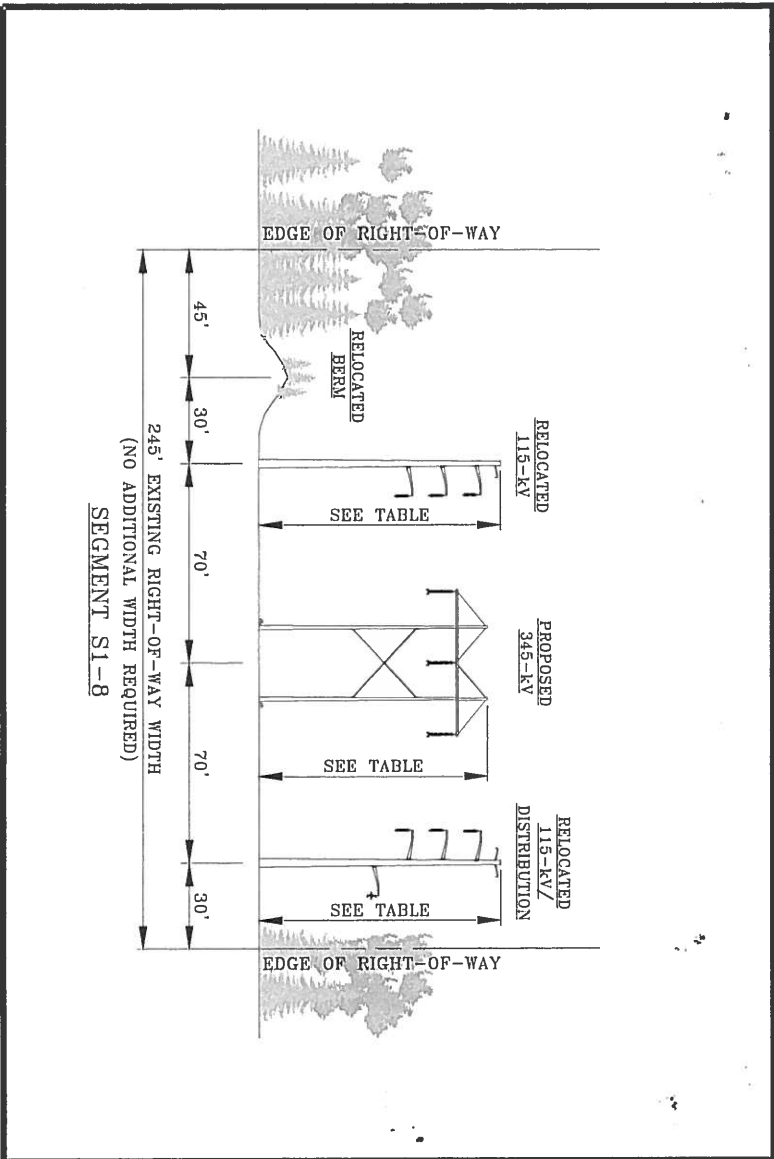 EDGE OF RIGHT-OF-WAY
RELOCATED
BERM
RELOCATED
115-kV
SEE TABLE
PROPOSED
345-kV
SEE TABLE
RELOCATED
115-kV/
DISTRIBUTION
SEE TABLE
EDGE OF RIGHT-OF-WAY
45'
30'
70'
70'
30'
245' EXISTING RIGHT-OF-WAY WIDTH
(NO ADDITIONAL WIDTH REQUIRED)
SEGMENT S1-8